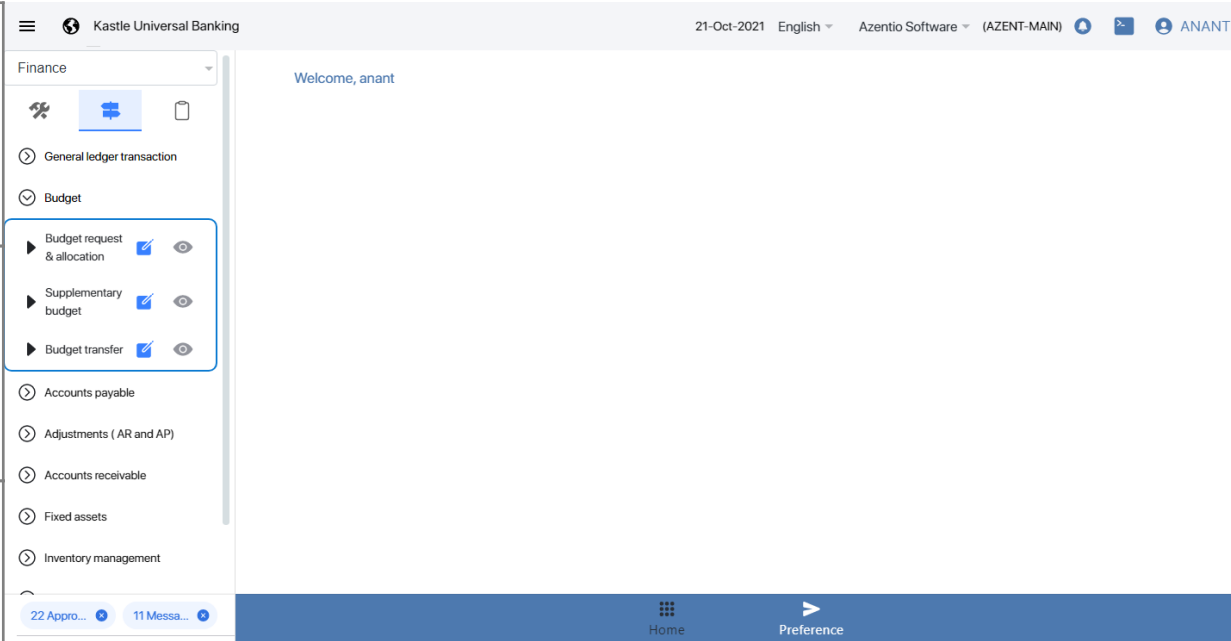 Kastle Universal Banking 21-Oct-2021 English Azentio Software (AZENT-MAIN) ANANT
Finance
Welcome, anant
General ledger transaction
Budget
Budget request
& allocation
Supplementary
budget
Budget transfer
Accounts payable
Adjustments ( AR and AP)
Accounts receivable
Fixed assets
Inventory management
22 Appro... 11 Messa...
Home Preference